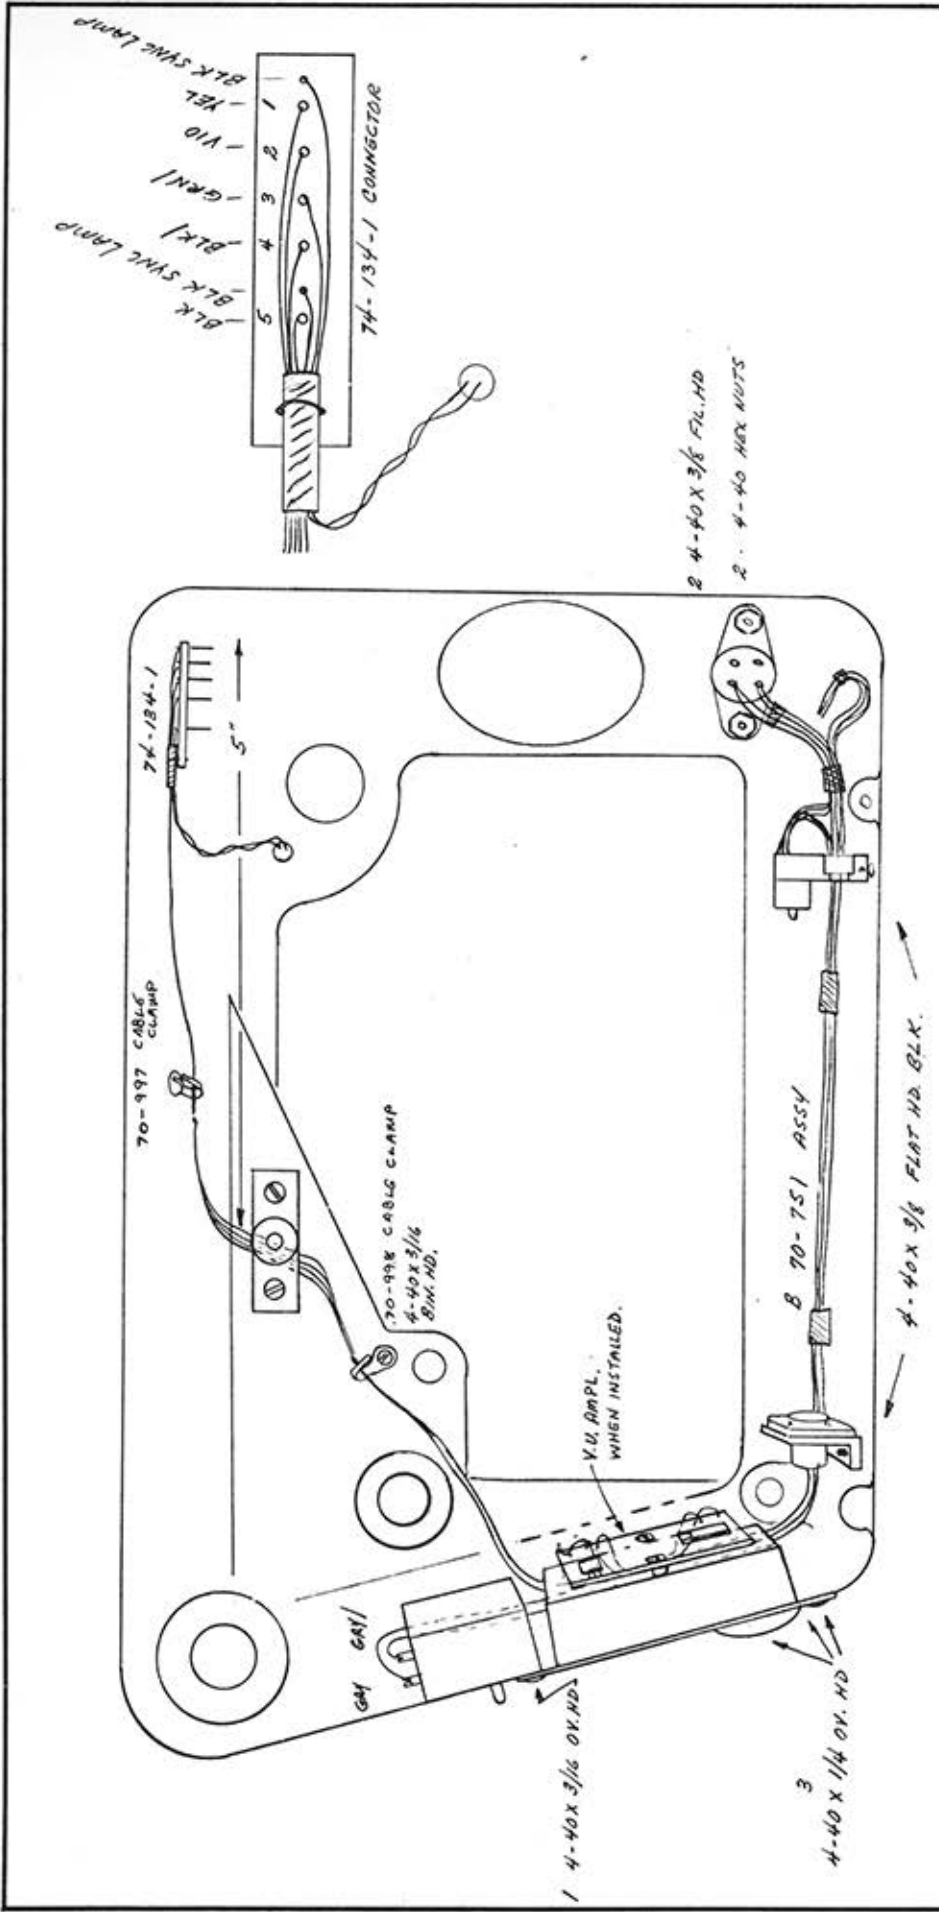 BLK SYNC LAMP
1 -YEL
2 -VIO
3 -GRN/
4 -BLK/
-BLK SYNC LAMP
5 -BLK
74-134-1 CONNECTOR
2 4-40 X 3/8 FIL.HD
2 - 4-40 HEX NUTS
74-134-1
5"
70-997 CABLE
CLAMP
70-998 CABLE CLAMP
4-40 X 3/16
BIN. HD.
V.U. AMPL.
WHEN INSTALLED.
B 70-751 ASSY
4-40 X 3/8 FLAT HD. BLK.
GRY GRY/
1 4-40 X 3/16 OV.HD.
3
4-40 X 1/4 OV. HD